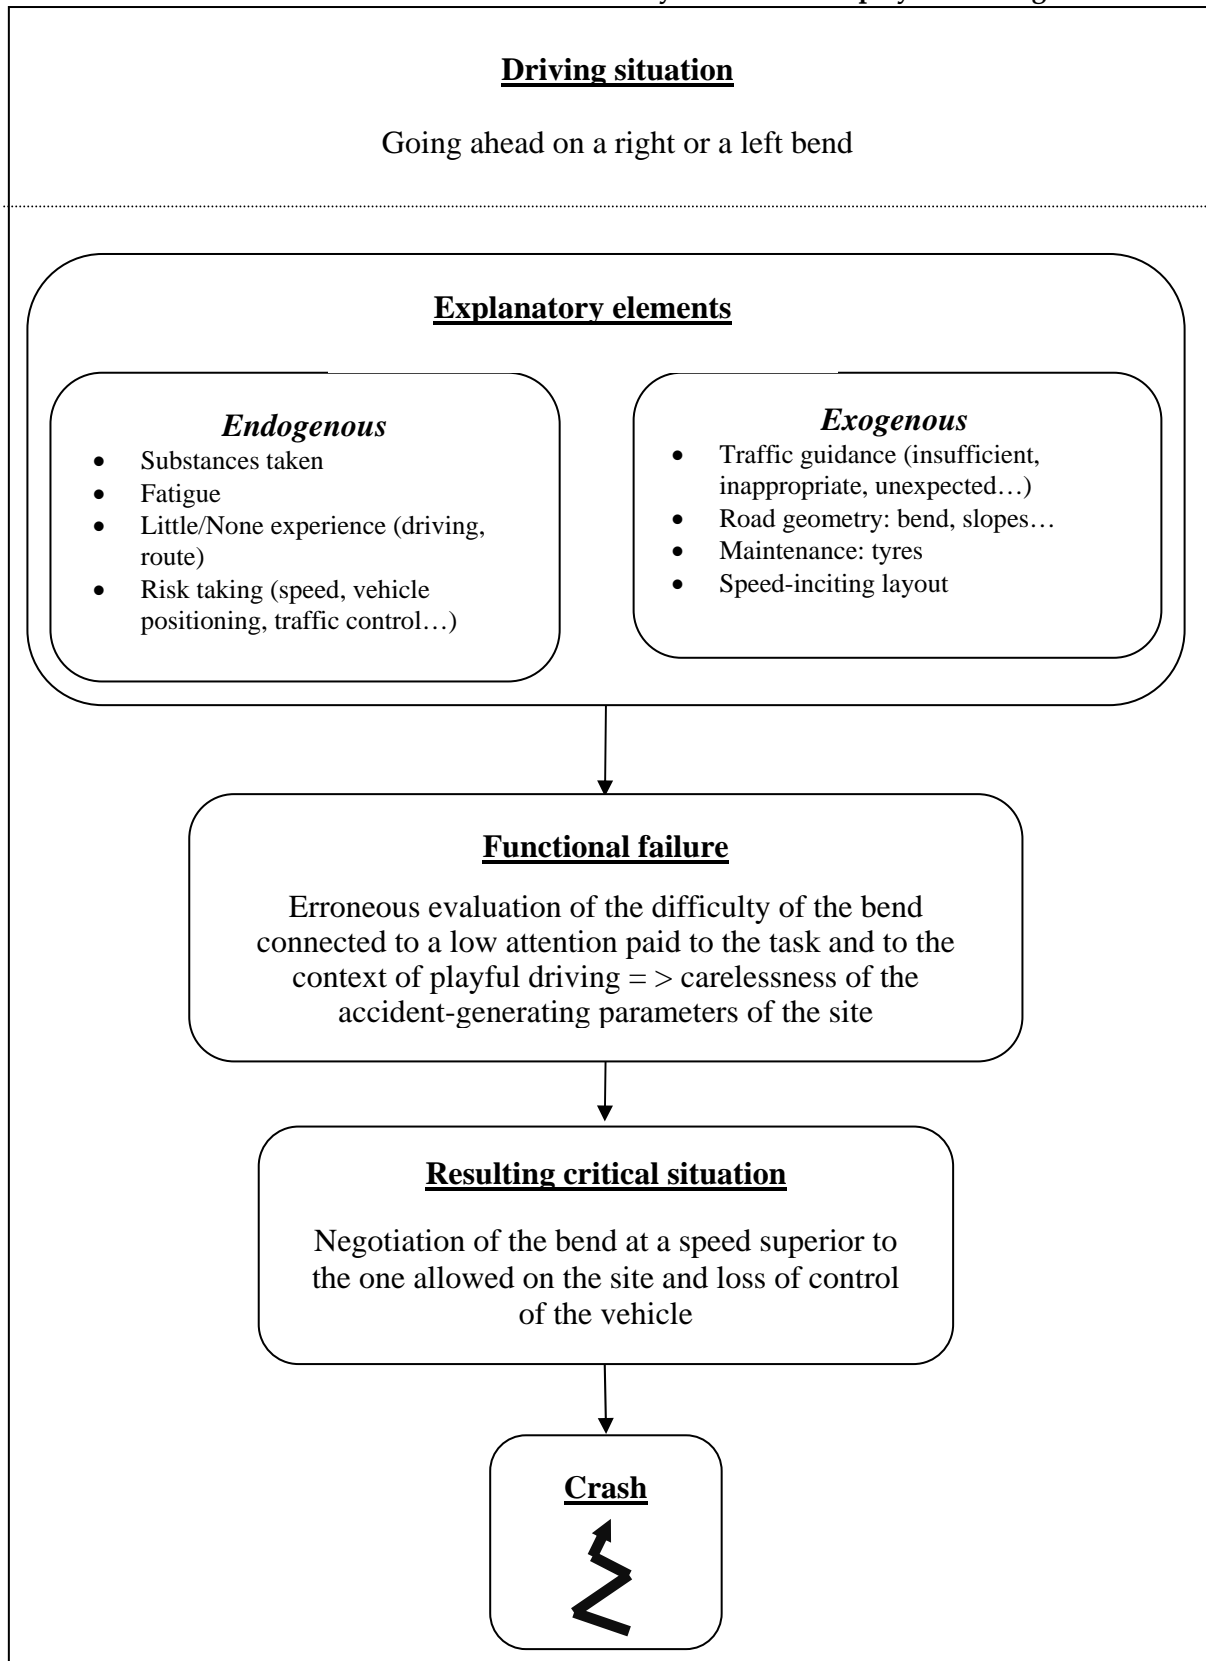 Driving situation
Going ahead on a right or a left bend
Explanatory elements
Endogenous
• Substances taken
• Fatigue
• Little/None experience (driving,
route)
• Risk taking (speed, vehicle
positioning, traffic control…)
Exogenous
• Traffic guidance (insufficient,
inappropriate, unexpected…)
• Road geometry: bend, slopes…
• Maintenance: tyres
• Speed-inciting layout
Functional failure
Erroneous evaluation of the difficulty of the bend
connected to a low attention paid to the task and to the
context of playful driving = > carelessness of the
accident-generating parameters of the site
Resulting critical situation
Negotiation of the bend at a speed superior to
the one allowed on the site and loss of control
of the vehicle
Crash